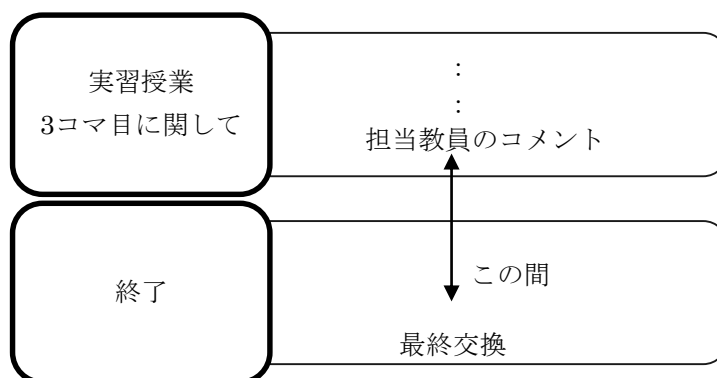 実習授業
3コマ目に関して
:
:
担当教員のコメント
この間
終了
最終交換